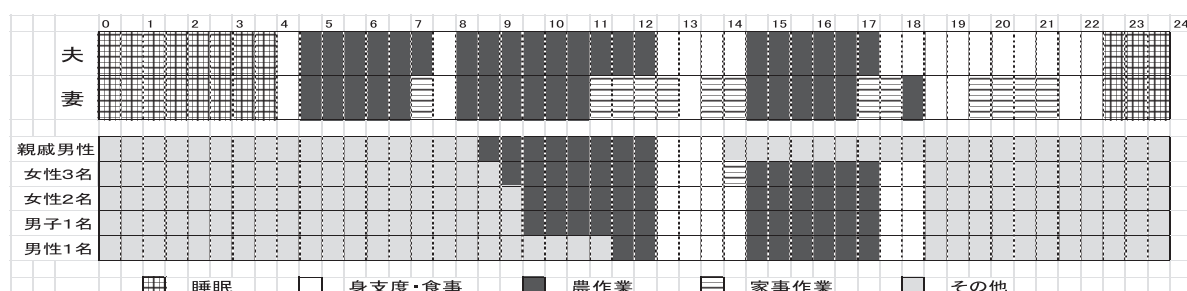 0 1 2 3 4 5 6 7 8 9 10 11 12 13 14 15 16 17 18 19 20 21 22 23 24
夫
妻
親戚男性
女性3名
女性2名
男子1名
男性1名
睡眠 身支度・食事 農作業 家事作業 その他